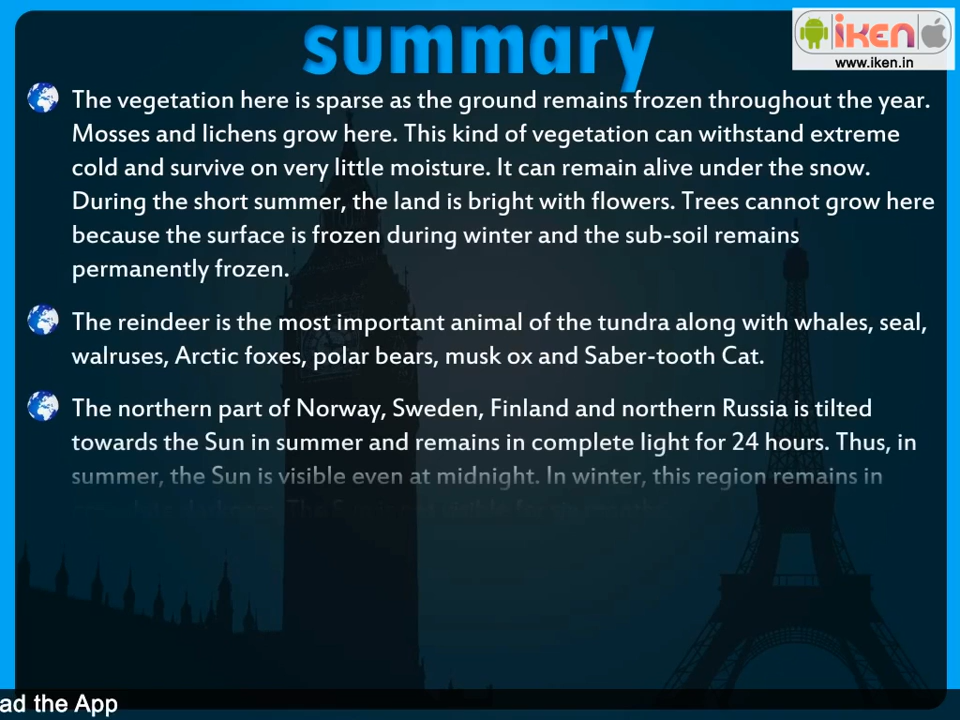 summary
iken
www.iken.in
The vegetation here is sparse as the ground remains frozen throughout the year.
Mosses and lichens grow here. This kind of vegetation can withstand extreme
cold and survive on very little moisture. It can remain alive under the snow.
During the short summer, the land is bright with flowers. Trees cannot grow here
because the surface is frozen during winter and the sub-soil remains
permanently frozen.
The reindeer is the most important animal of the tundra along with whales, seal,
walruses, Arctic foxes, polar bears, musk ox and Saber-tooth Cat.
The northern part of Norway, Sweden, Finland and northern Russia is tilted
towards the Sun in summer and remains in complete light for 24 hours. Thus, in
summer, the Sun is visible even at midnight. In winter, this region remains in
ad the App